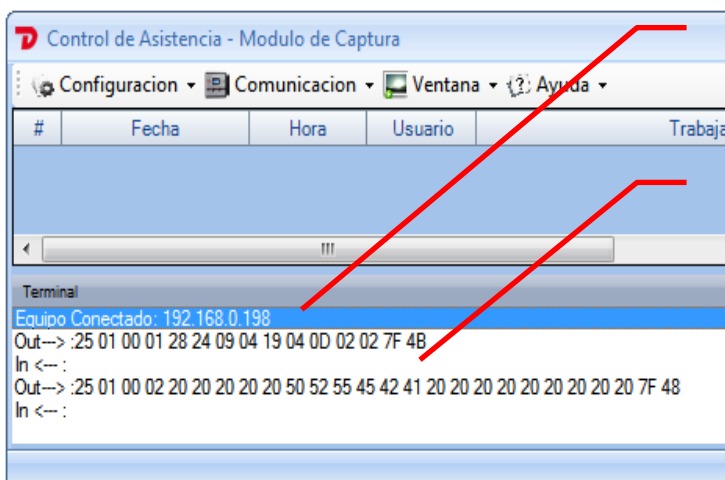 Control de Asistencia - Modulo de Captura
Configuracion Comunicacion Ventana Ayuda
# Fecha Hora Usuario Trabaja
Terminal
Equipo Conectado: 192.168.0.198
Out---> :25 01 00 01 28 24 09 04 19 04 0D 02 02 7F 4B
In <--- :
Out---> :25 01 00 02 20 20 20 20 20 50 52 55 45 42 41 20 20 20 20 20 20 20 20 7F 48
In <--- :